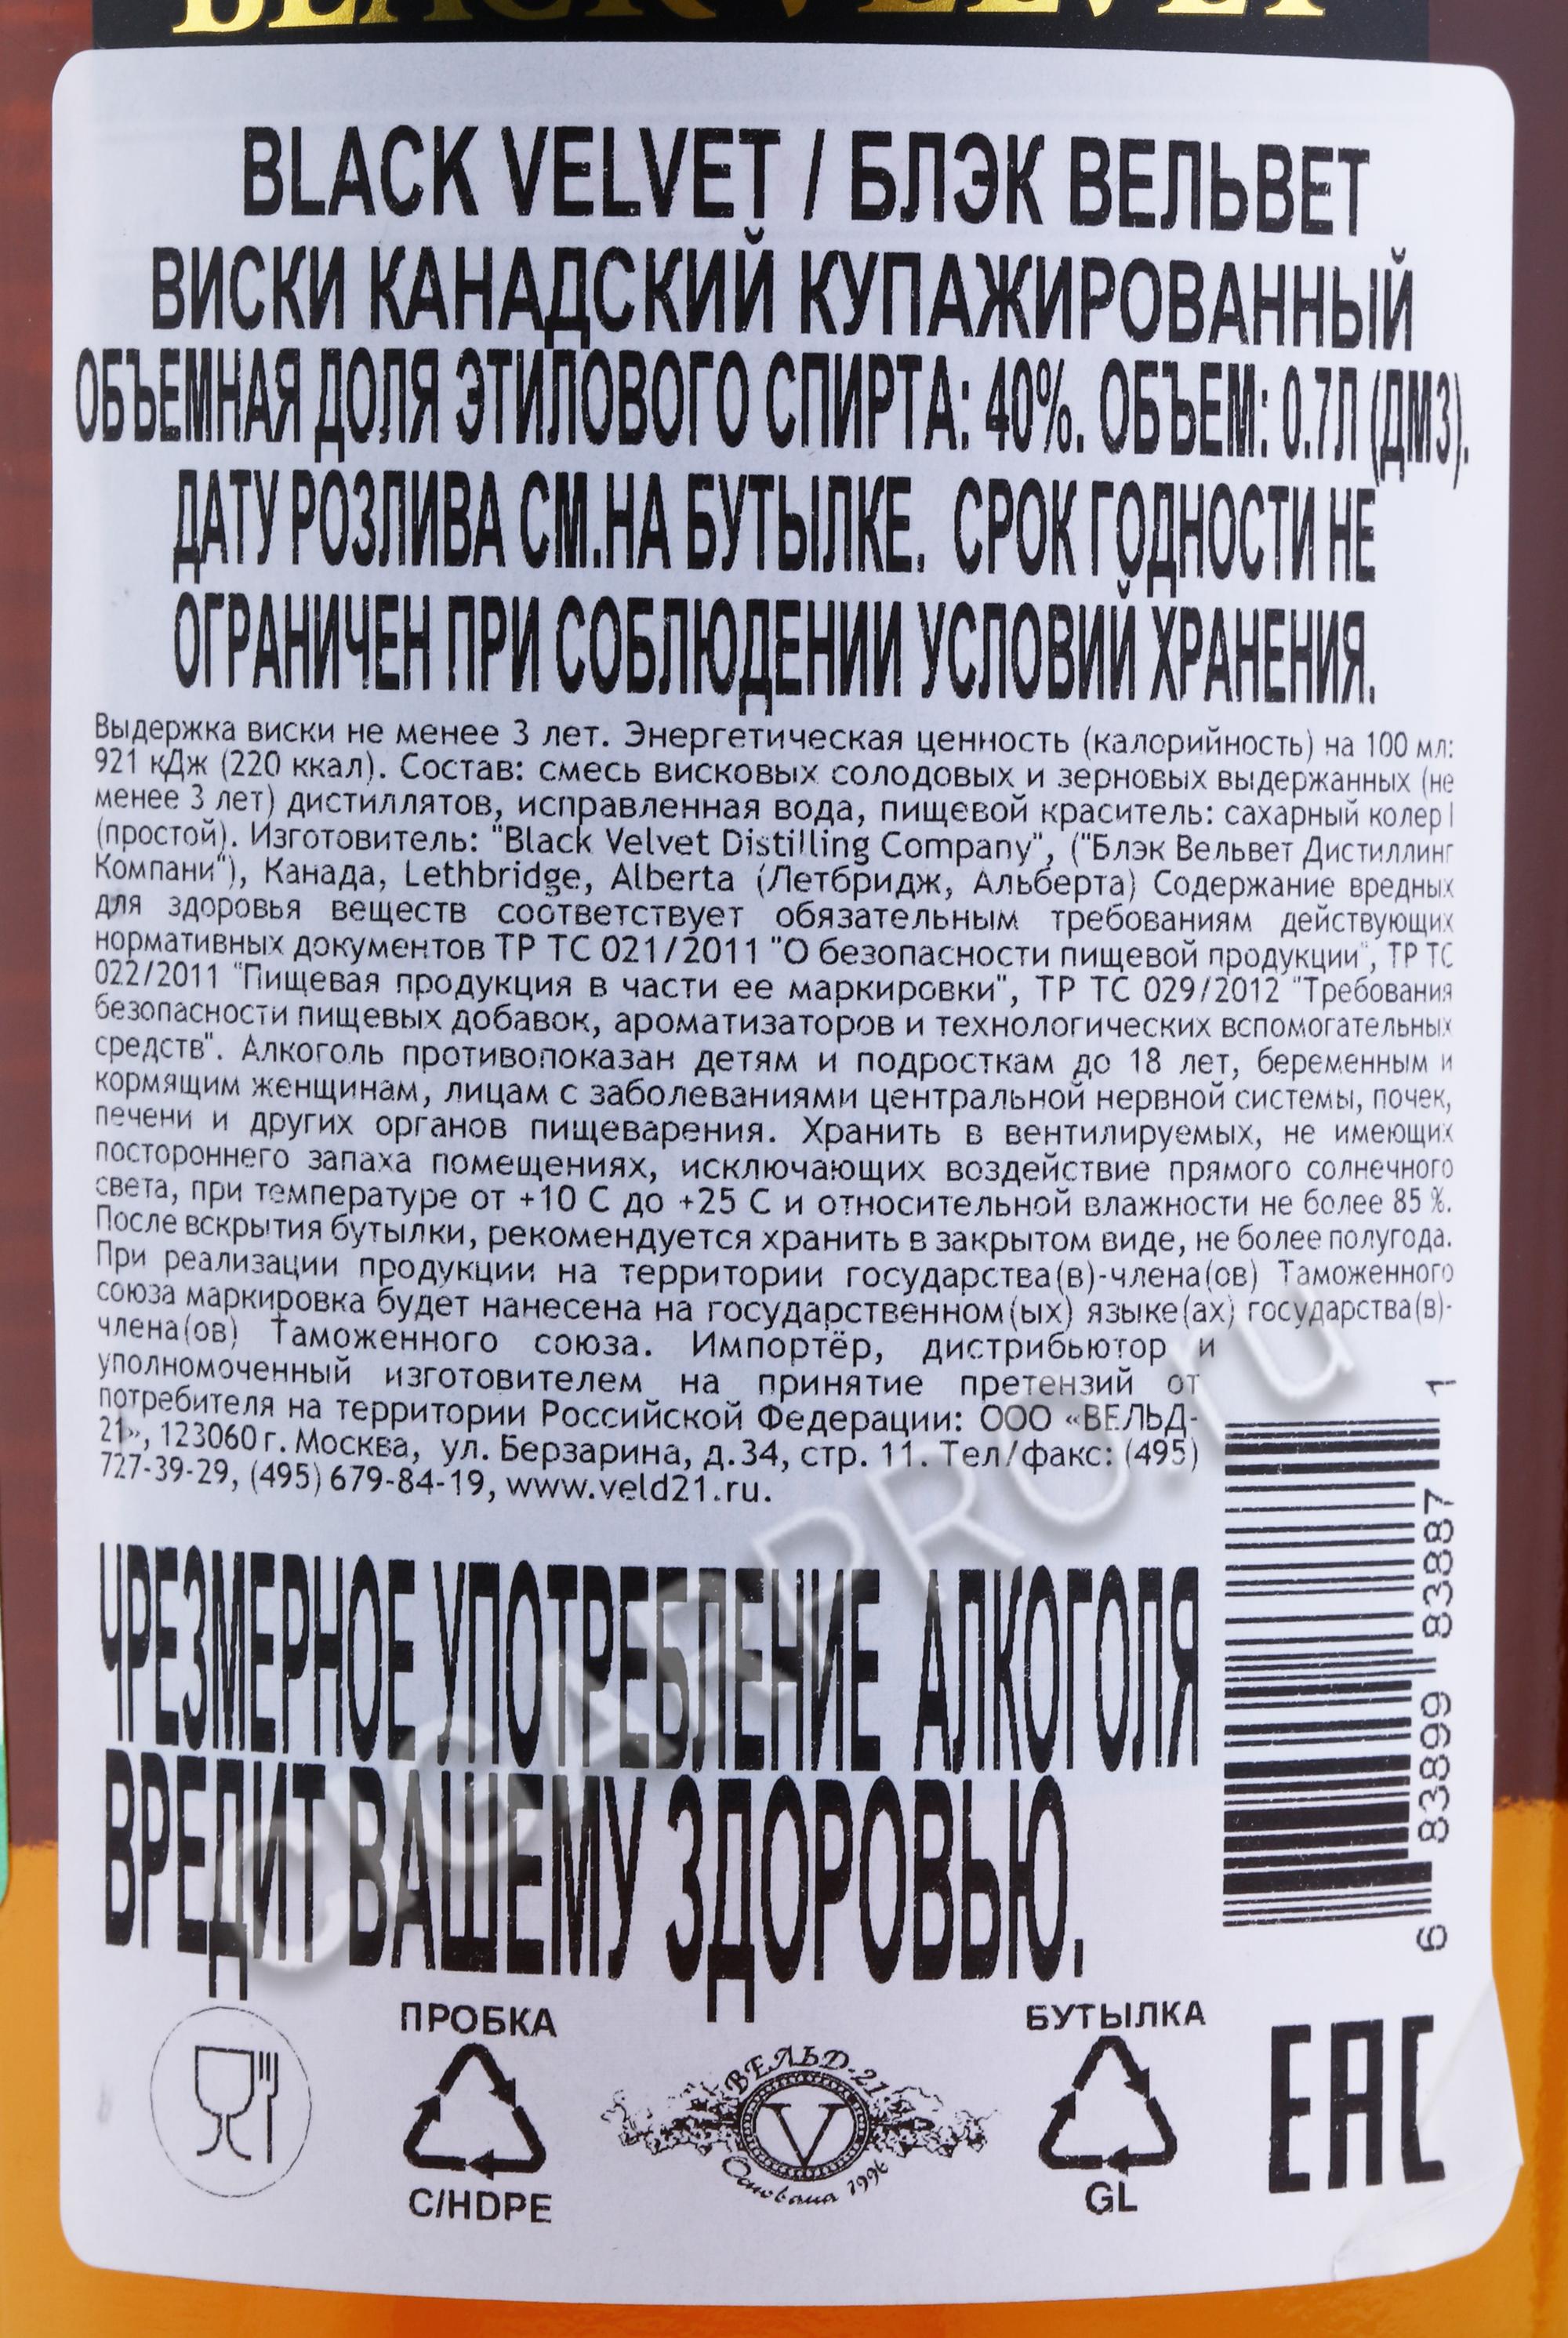 BLACK VELVET
BLACK VELVET / БЛЭК ВЕЛЬВЕТ
ВИСКИ КАНАДСКИЙ КУПАЖИРОВАННЫЙ
ОБЪЕМНАЯ ДОЛЯ ЭТИЛОВОГО СПИРТА: 40%. ОБЪЕМ: 0.7Л (ДМ3).
ДАТУ РОЗЛИВА СМ.НА БУТЫЛКЕ. СРОК ГОДНОСТИ НЕ
ОГРАНИЧЕН ПРИ СОБЛЮДЕНИИ УСЛОВИЙ ХРАНЕНИЯ.
Выдержка виски не менее 3 лет. Энергетическая ценность (калорийность) на 100 мл:
921 кДж (220 ккал). Состав: смесь висковых солодовых и зерновых выдержанных (не
менее 3 лет) дистиллятов, исправленная вода, пищевой краситель: сахарный колер I
(простой). Изготовитель: "Black Velvet Distilling Company", ("Блэк Вельвет Дистиллинг
Компани"), Канада, Lethbridge, Alberta (Летбридж, Альберта) Содержание вредных
для здоровья веществ соответствует обязательным требованиям действующих
нормативных документов ТР ТС 021/2011 "О безопасности пищевой продукции", ТР ТС
022/2011 "Пищевая продукция в части ее маркировки", ТР ТС 029/2012 "Требования
безопасности пищевых добавок, ароматизаторов и технологических вспомогательных
средств". Алкоголь противопоказан детям и подросткам до 18 лет, беременным и
кормящим женщинам, лицам с заболеваниями центральной нервной системы, почек,
печени и других органов пищеварения. Хранить в вентилируемых, не имеющих
постороннего запаха помещениях, исключающих воздействие прямого солнечного
света, при температуре от +10 С до +25 С и относительной влажности не более 85 %.
После вскрытия бутылки, рекомендуется хранить в закрытом виде, не более полугода.
При реализации продукции на территории государства(в)-члена(ов) Таможенного
союза маркировка будет нанесена на государственном(ых) языке(ах) государства(в)-
члена(ов) Таможенного союза. Импортёр, дистрибьютор и
уполномоченный изготовителем на принятие претензий от
потребителя на территории Российской Федерации: ООО «ВЕЛЬД-
21», 123060 г. Москва, ул. Берзарина, д.34, стр. 11. Тел/факс: (495)
727-39-29, (495) 679-84-19, www.veld21.ru.
ЧРЕЗМЕРНОЕ УПОТРЕБЛЕНИЕ АЛКОГОЛЯ
ВРЕДИТ ВАШЕМУ ЗДОРОВЬЮ.
6 83899 83887 1
CIGARPRO.ru
ПРОБКА
C/HDPE
ВЕЛЬД-21
V
Основана 1996
БУТЫЛКА
GL
EAC